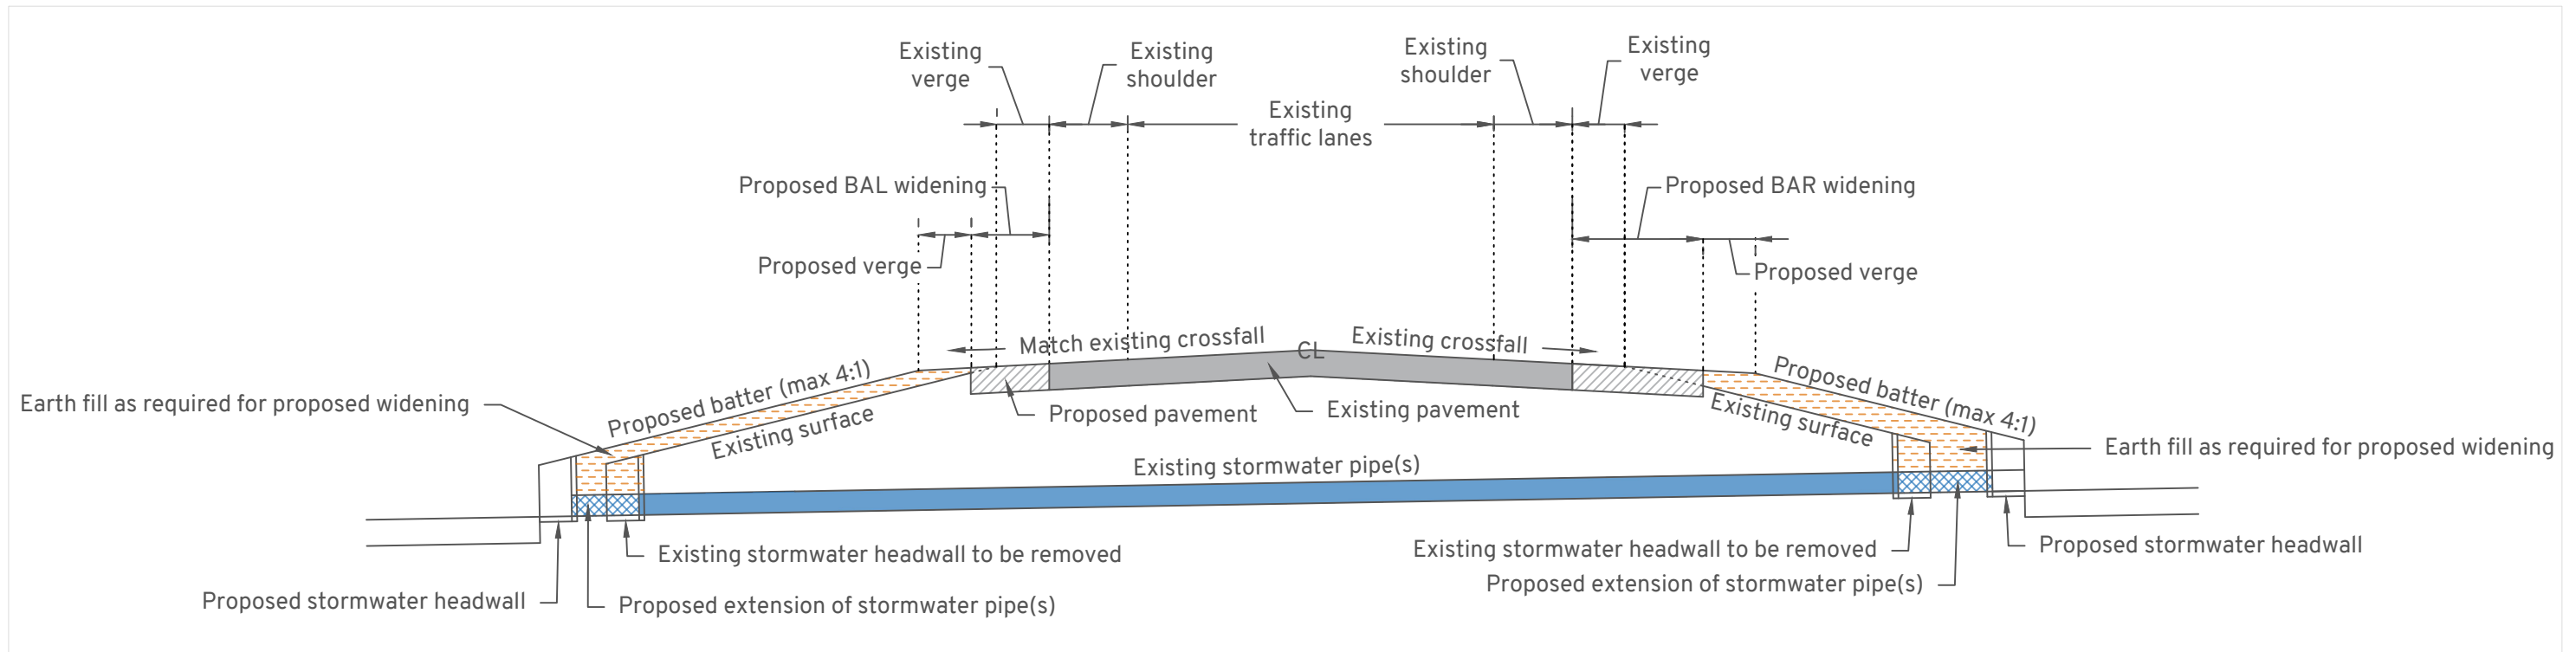 Existing
verge
Existing
shoulder
Existing
traffic lanes
Existing
shoulder
Existing
verge
Proposed BAL widening
Proposed BAR widening
Proposed verge
Proposed verge
Match existing crossfall
CL
Existing crossfall
Proposed batter (max 4:1)
Proposed batter (max 4:1)
Earth fill as required for proposed widening
Existing surface
Proposed pavement
Existing pavement
Existing surface
Earth fill as required for proposed widening
Existing stormwater pipe(s)
Existing stormwater headwall to be removed
Existing stormwater headwall to be removed
Proposed stormwater headwall
Proposed stormwater headwall
Proposed extension of stormwater pipe(s)
Proposed extension of stormwater pipe(s)